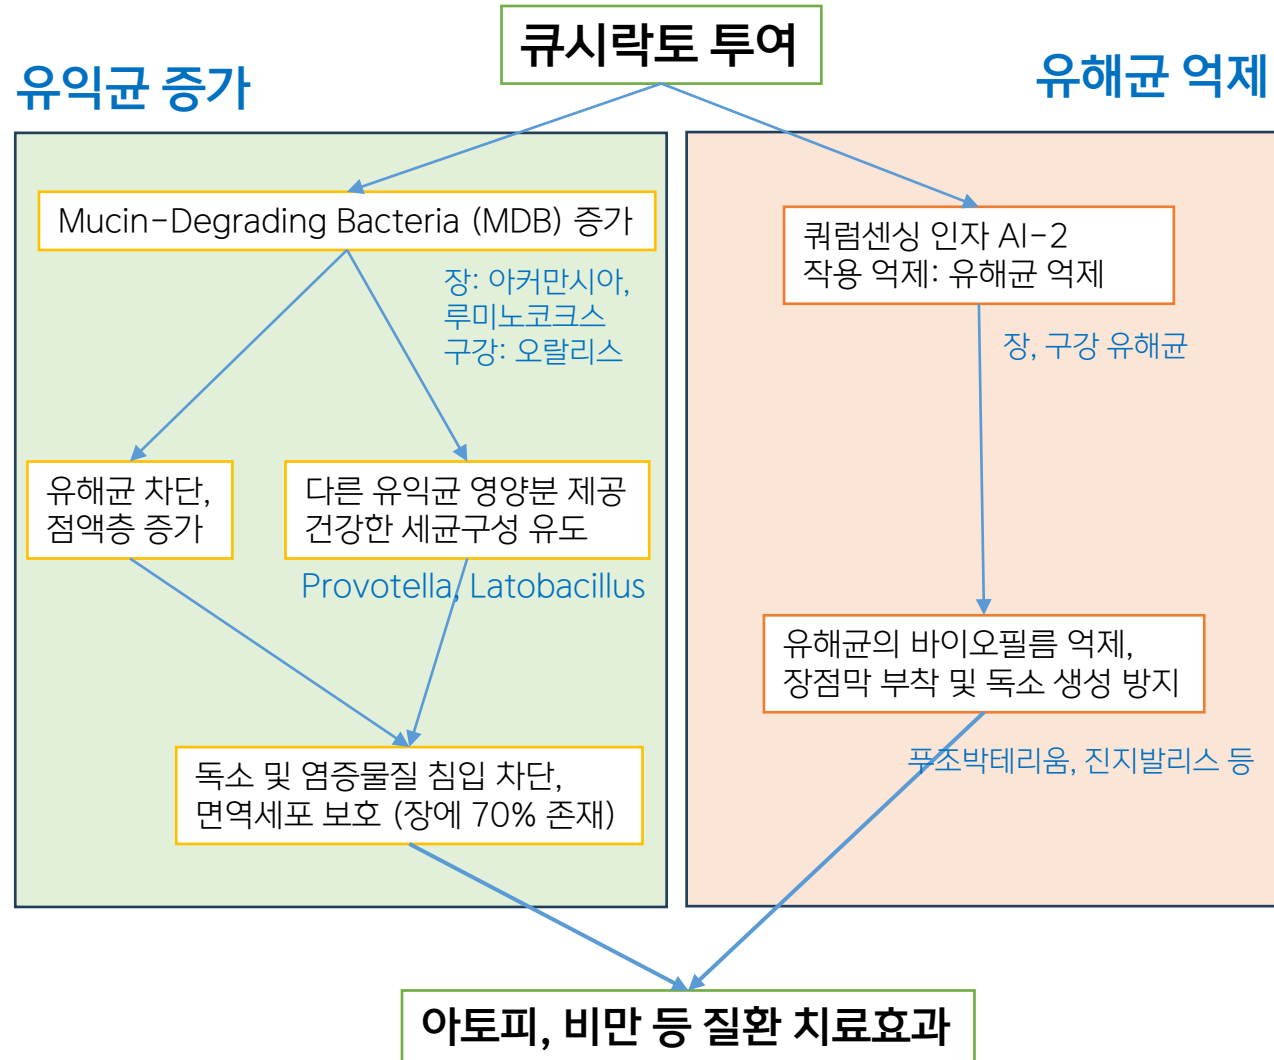 큐시락토 투여
유익균 증가
유해균 억제
Mucin-Degrading Bacteria (MDB) 증가
장: 아커만시아,
루미노코크스
구강: 오랄리스
유해균 차단,
점액층 증가
다른 유익균 영양분 제공
건강한 세균구성 유도
Provotella, Latobacillus
독소 및 염증물질 침입 차단,
면역세포 보호 (장에 70% 존재)
쿼럼센싱 인자 AI-2
작용 억제: 유해균 억제
장, 구강 유해균
유해균의 바이오필름 억제,
장점막 부착 및 독소 생성 방지
푸조박테리움, 진지발리스 등
아토피, 비만 등 질환 치료효과